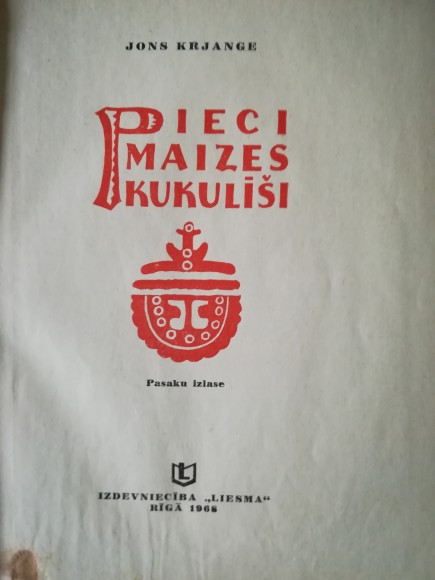 JONS KRJANGE
PIECI
MAIZES
KUKULĪŠI
Pasaku izlase
IZDEVNIECĪBA „LIESMA“
RĪGĀ 1968